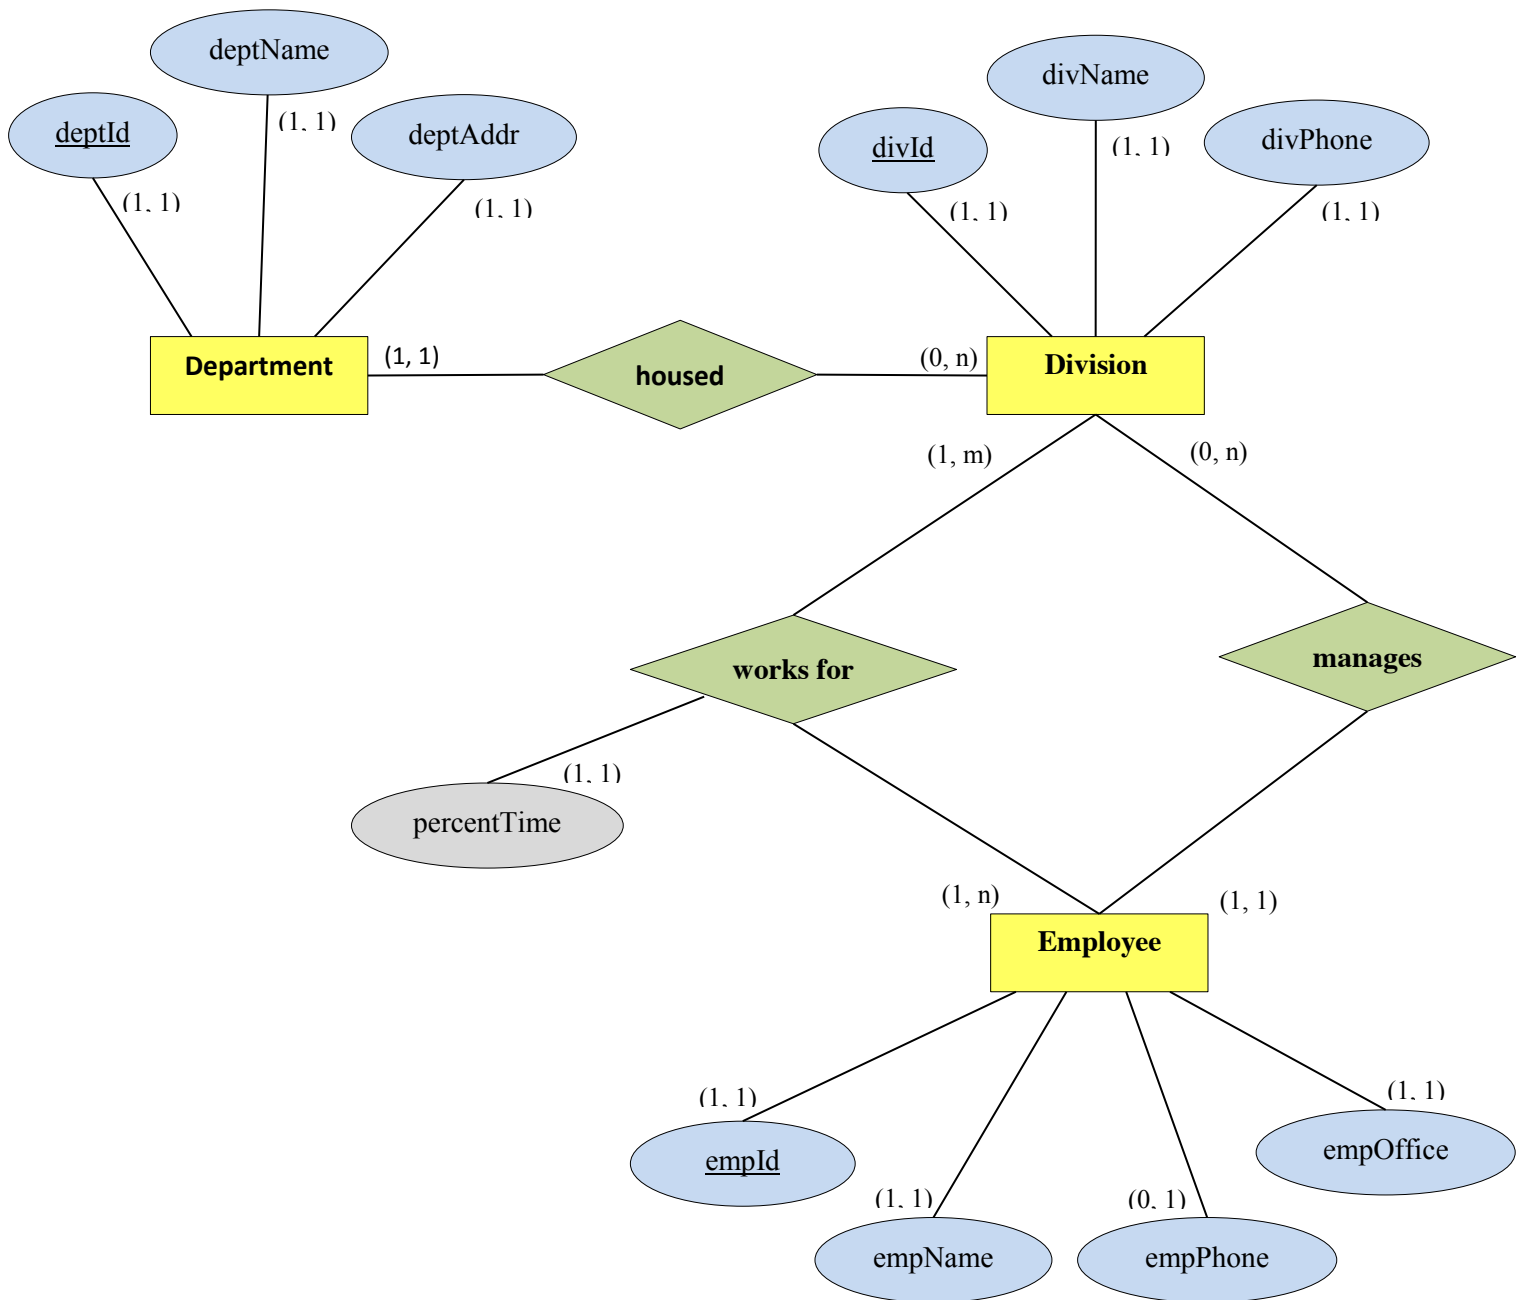 deptName
divName
deptId
(1, 1)
deptAddr
divId
(1, 1)
divPhone
(1, 1)
(1, 1)
(1, 1)
(1, 1)
Department
(1, 1)
housed
(0, n)
Division
(1, m)
(0, n)
works for
manages
(1, 1)
percentTime
(1, n)
(1, 1)
Employee
(1, 1)
(1, 1)
empId
empOffice
(1, 1)
(0, 1)
empName
empPhone